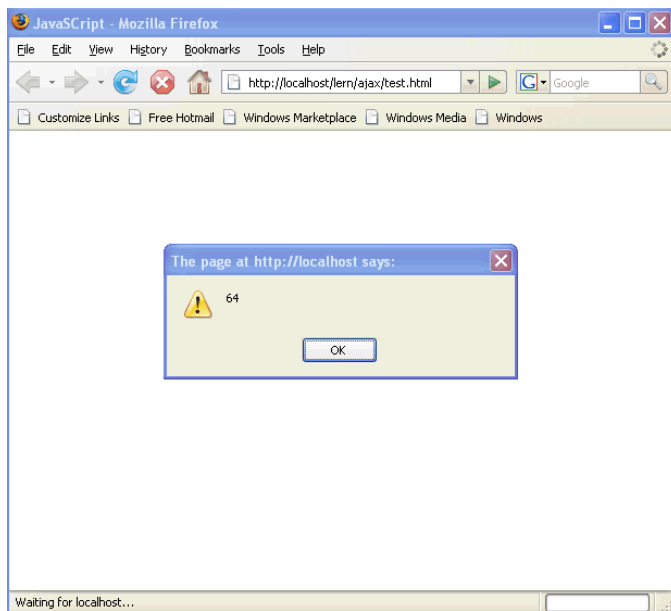 JavaSCript - Mozilla Firefox
File Edit View History Bookmarks Tools Help
http://localhost/lern/ajax/test.html G Google
Customize Links Free Hotmail Windows Marketplace Windows Media Windows
The page at http://localhost says:
64
OK
Waiting for localhost...